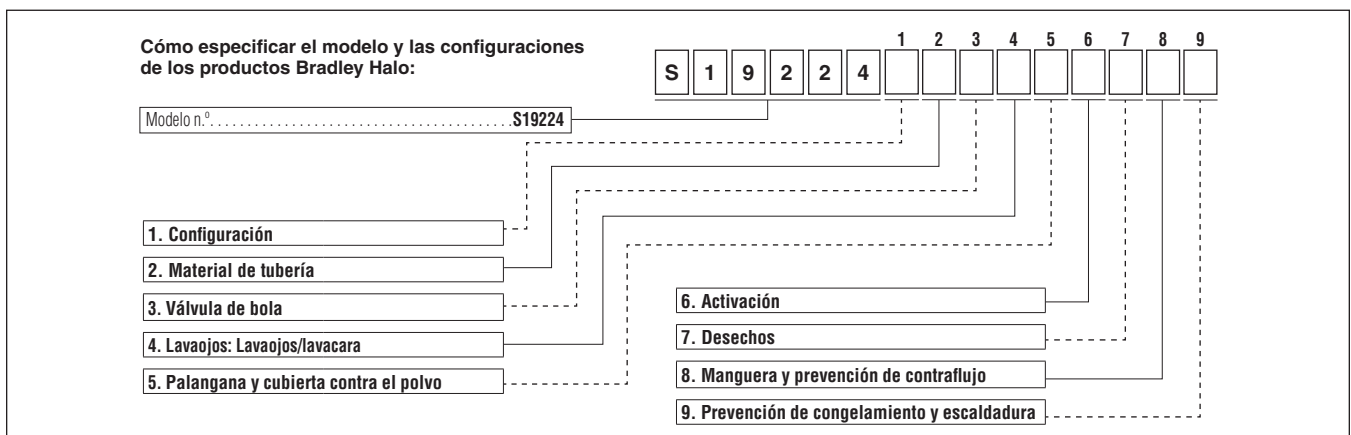 Cómo especificar el modelo y las configuraciones
de los productos Bradley Halo:
1 2 3 4 5 6 7 8 9
S 1 9 2 2 4
Modelo n.º. . . . . . . . . . . . . . . . . . . . . . . . . . . . . . . . . . . . . . . . . S19224
1. Configuración
2. Material de tubería
3. Válvula de bola
4. Lavaojos: Lavaojos/lavacara
5. Palangana y cubierta contra el polvo
6. Activación
7. Desechos
8. Manguera y prevención de contraflujo
9. Prevención de congelamiento y escaldadura